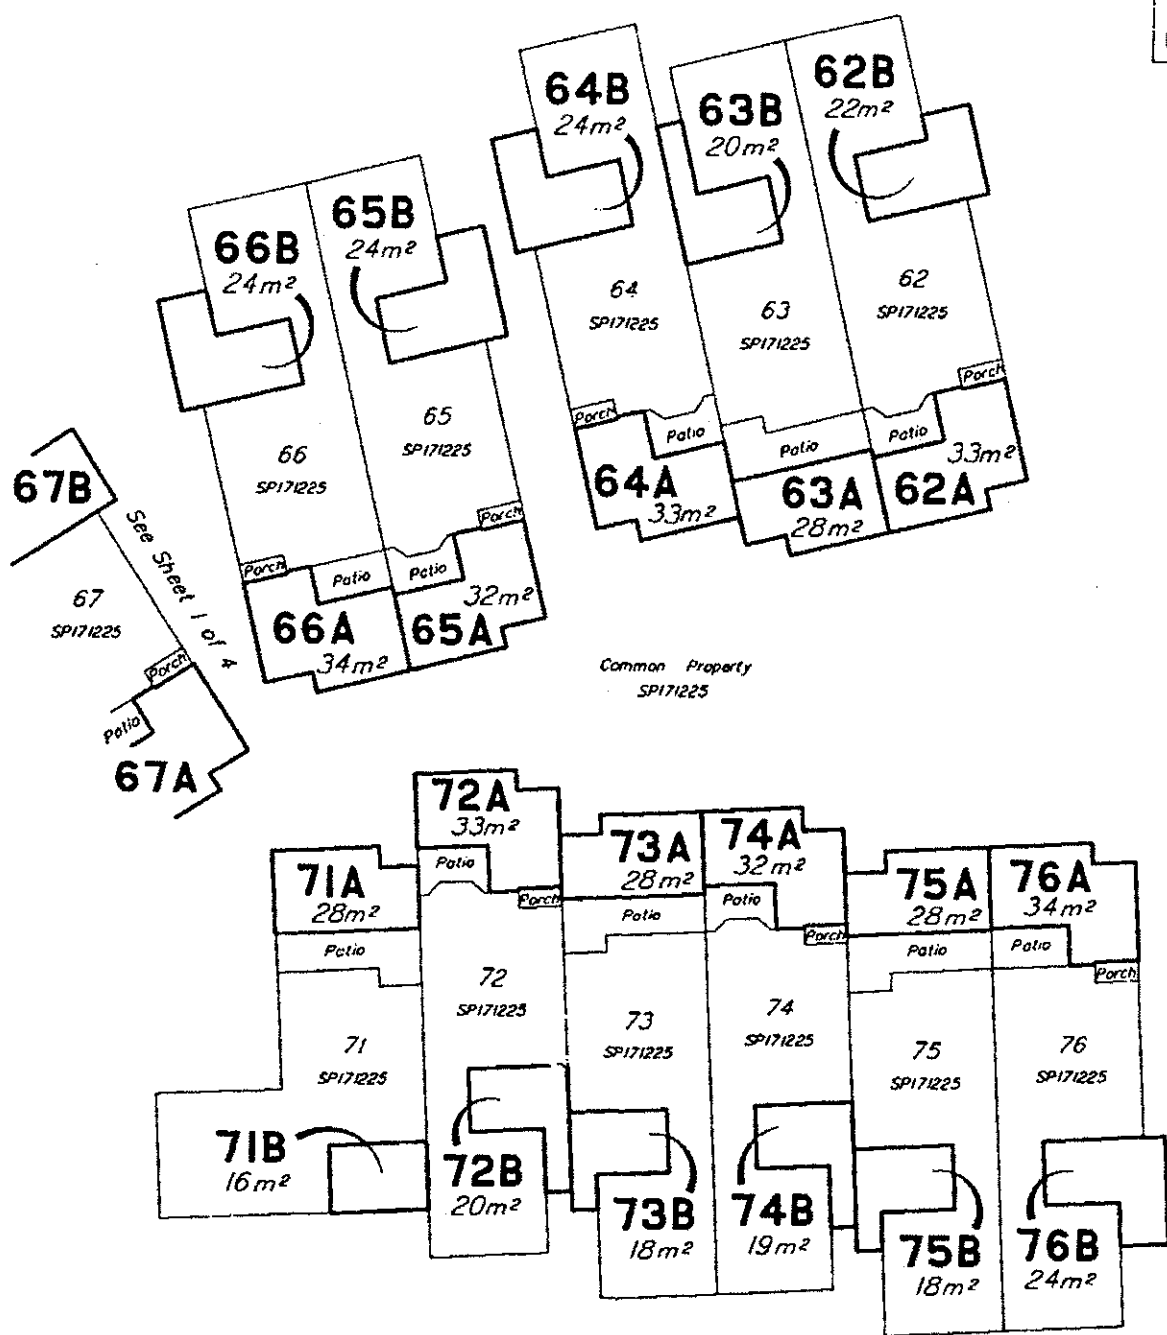 64B
24m²
63B
20m²
62B
22m²
66B
24m²
65B
24m²
64
SP171225
63
SP171225
62
SP171225
Porch
Patio
Patio
Patio
Porch
64A
33m²
63A
28m²
62A
33m²
66
SP171225
65
SP171225
Porch
Patio
Patio
Porch
66A
34m²
65A
32m²
67B
See Sheet 1 of 4
67
SP171225
Porch
Patio
67A
Common Property
SP171225
71A
28m²
72A
33m²
73A
28m²
74A
32m²
75A
28m²
76A
34m²
Patio
Patio
Porch
Patio
Patio
Porch
Patio
Patio
Porch
71
SP171225
72
SP171225
73
SP171225
74
SP171225
75
SP171225
76
SP171225
71B
16m²
72B
20m²
73B
18m²
74B
19m²
75B
18m²
76B
24m²